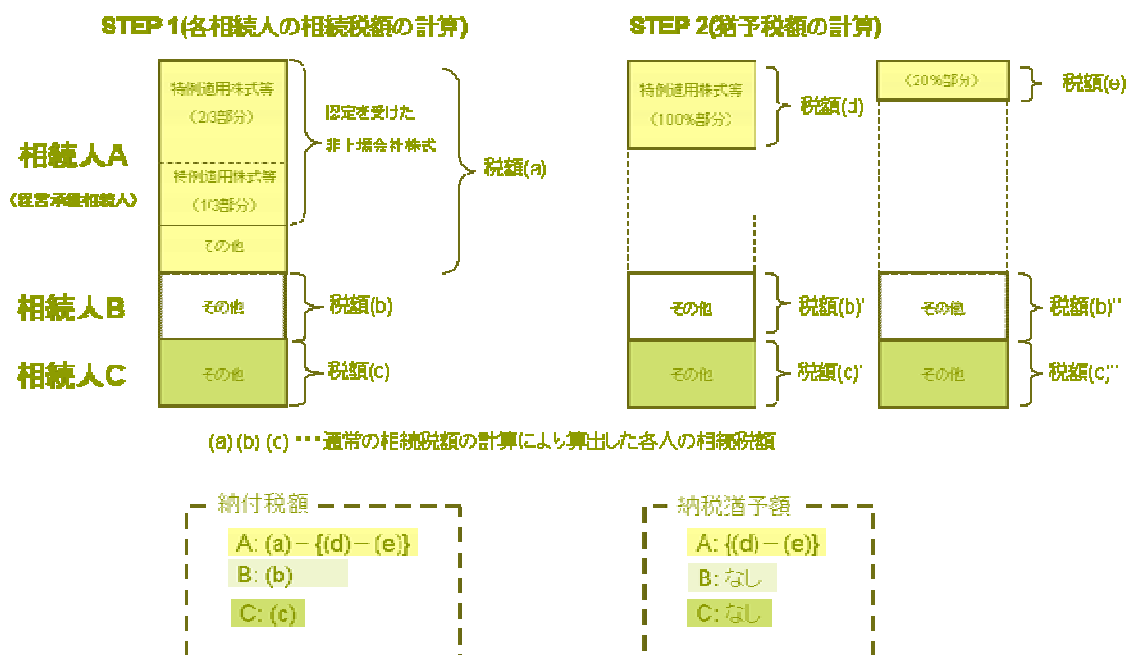 STEP 1(各相続人の相続税額の計算)
STEP 2(猶予税額の計算)
相続人A
(経営承継相続人)
特例適用株式等
(2/3部分)
特例適用株式等
(1/3部分)
その他
認定を受けた
非上場会社株式
税額(a)
特例適用株式等
(100%部分)
税額(d)
(20%部分)
税額(e)
相続人B
その他
税額(b)
その他
税額(b)'
その他
税額(b)''
相続人C
その他
税額(c)
その他
税額(c)'
その他
税額(c)''
(a) (b) (c) ・・・通常の相続税額の計算により算出した各人の相続税額
納付税額
A: (a)－{(d)－(e)}
B: (b)
C: (c)
納税猶予額
A: {(d)－(e)}
B: なし
C: なし